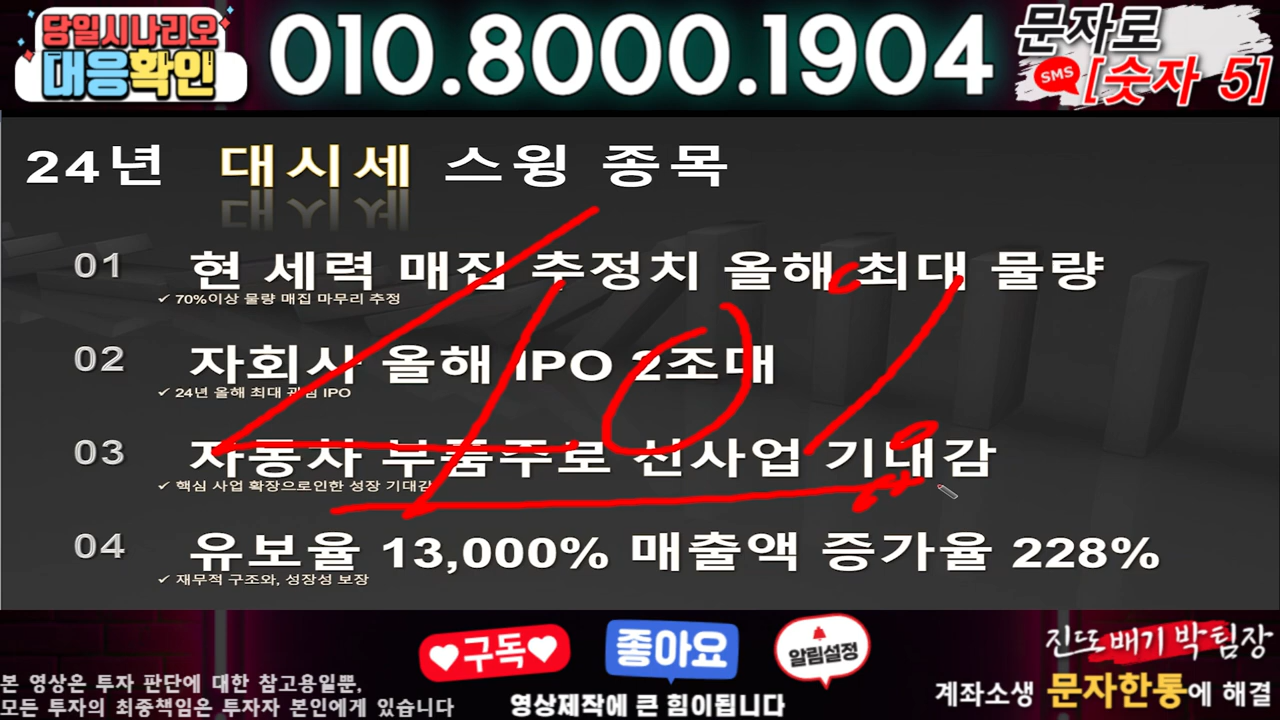 당일시나리오
대응확인
010.8000.1904
문자로
SMS
[숫자 5]
24년 대시세 스윙 종목
01 현 세력 매집 추정치 올해 최대 물량
✓ 70%이상 물량 매집 마무리 추정
02 자회사 올해 IPO 2조대
✓ 24년 올해 최대 관심 IPO
03 자동차 부품주로 신사업 기대감
✓ 핵심 사업 확장으로인한 성장 기대감
40%
04 유보율 13,000% 매출액 증가율 228%
✓ 재무적 구조와, 성장성 보장
구독
좋아요
알림설정
영상제작에 큰 힘이됩니다
본 영상은 투자 판단에 대한 참고용일뿐,
모든 투자의 최종책임은 투자자 본인에게 있습니다
진또배기 박팀장
계좌소생 문자한통에 해결